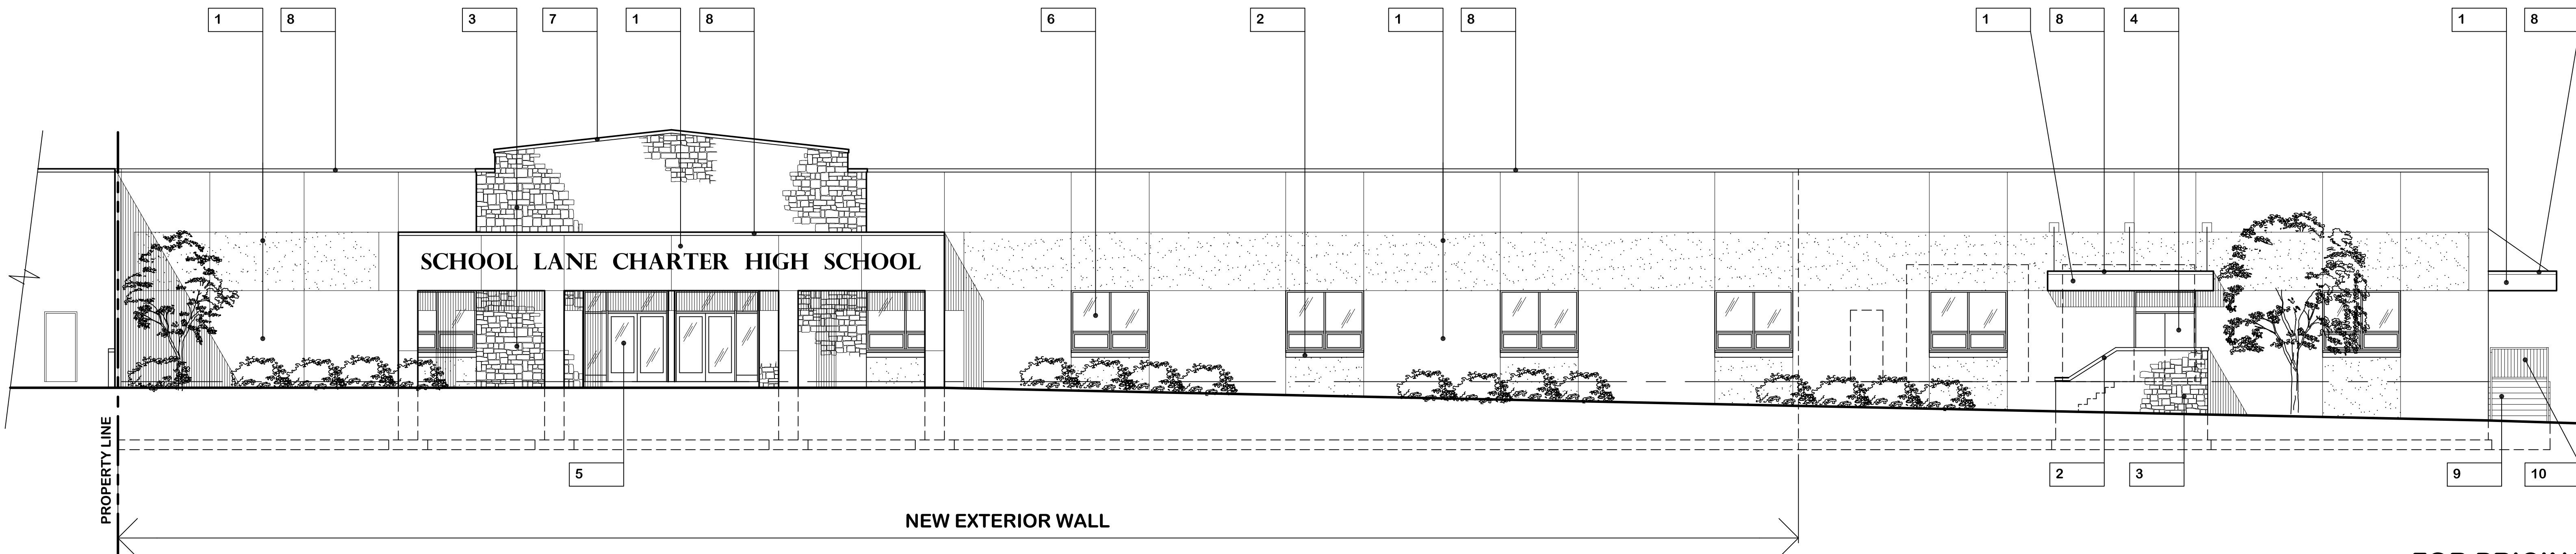 1 8 3 7 1 8 6 2 1 8 1 8 4 1 8
SCHOOL LANE CHARTER HIGH SCHOOL
PROPERTY LINE
5 2 3 9 10
NEW EXTERIOR WALL